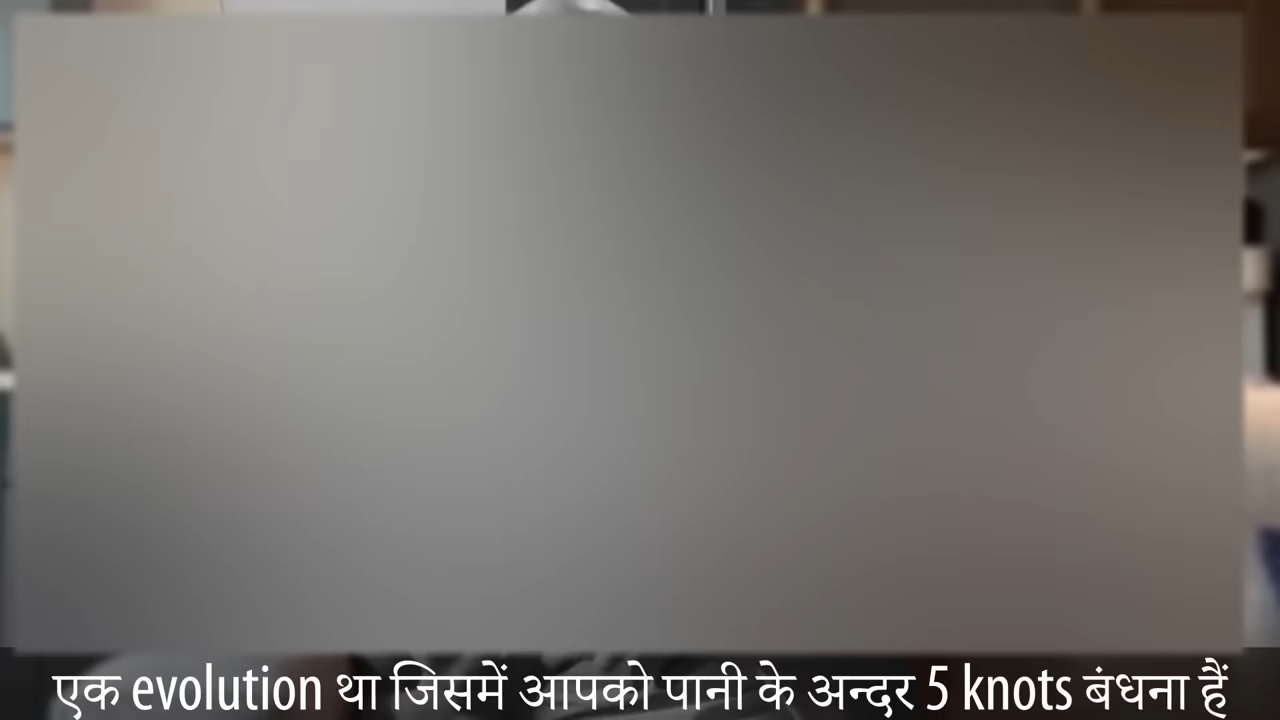 एक evolution था जिसमें आपको पानी के अन्दर 5 knots बंधना हैं